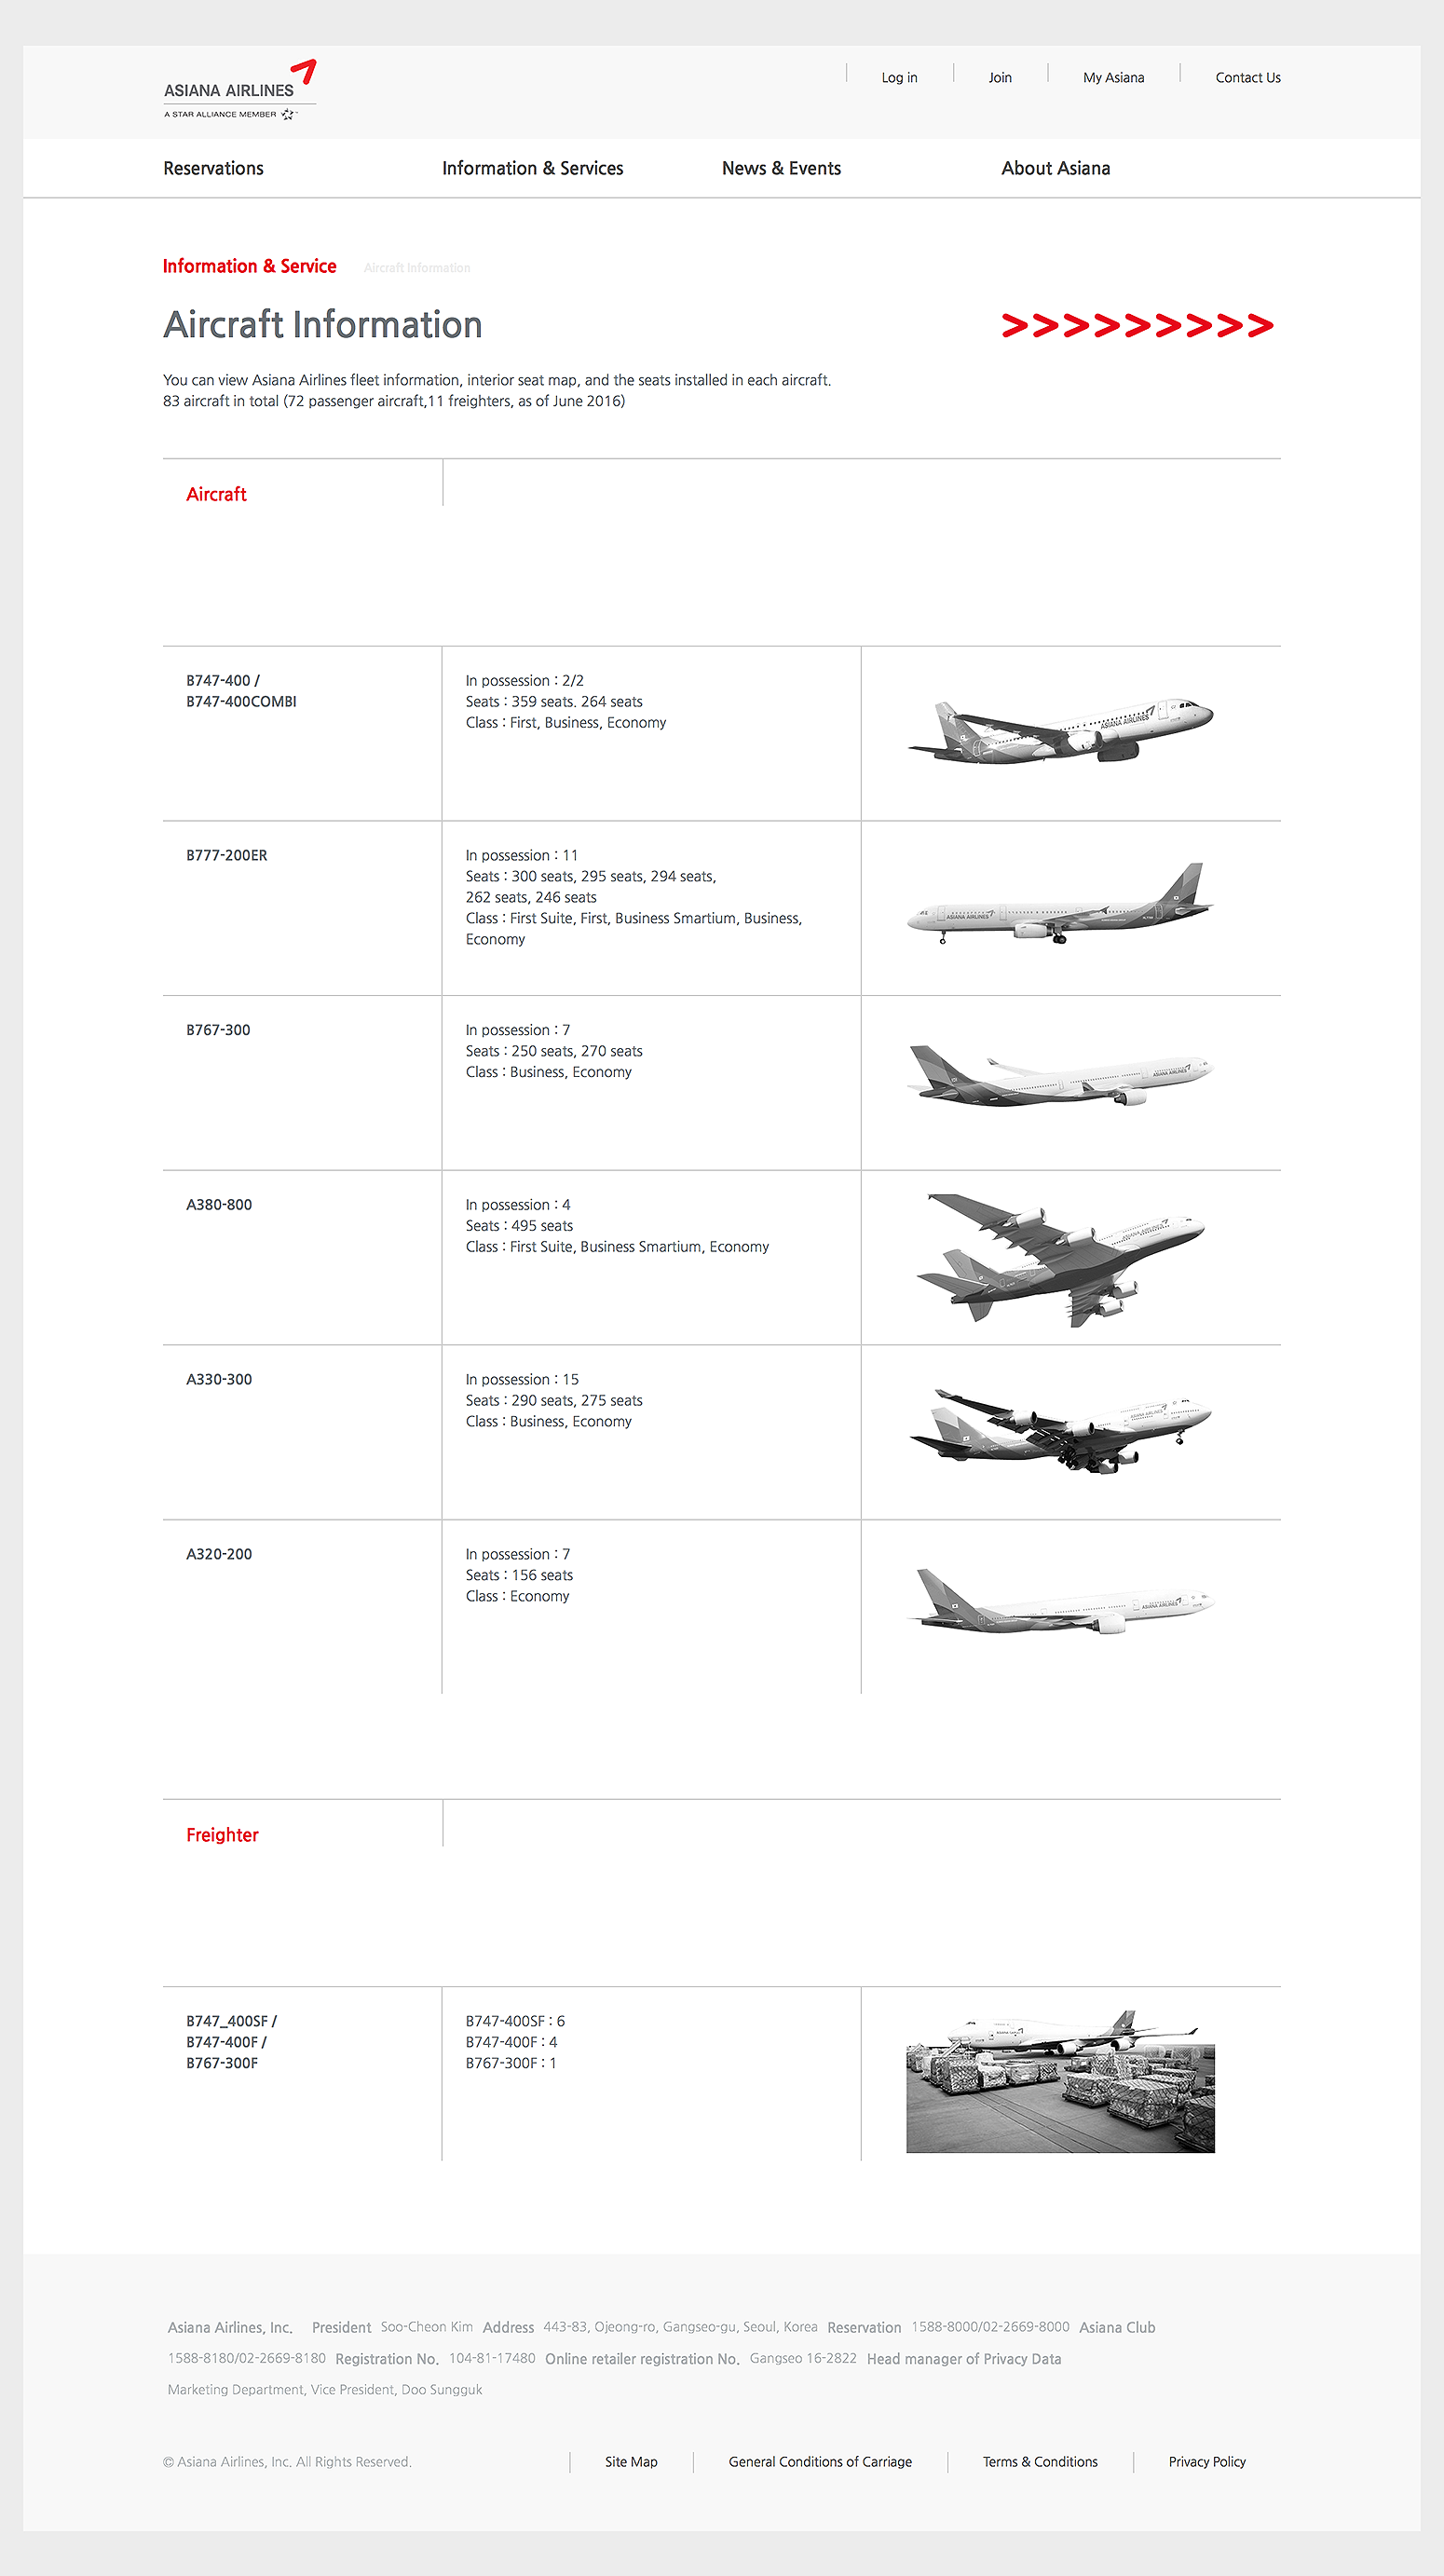 ASIANA AIRLINES
A STAR ALLIANCE MEMBER
Log in
Join
My Asiana
Contact Us
Reservations
Information & Services
News & Events
About Asiana
Information & Service
Aircraft Information
Aircraft Information
>>>>>>>>>
You can view Asiana Airlines fleet information, interior seat map, and the seats installed in each aircraft.
83 aircraft in total (72 passenger aircraft,11 freighters, as of June 2016)
Aircraft
B747-400 /
B747-400COMBI
In possession : 2/2
Seats : 359 seats. 264 seats
Class : First, Business, Economy
ASIANA AIRLINES
B777-200ER
In possession : 11
Seats : 300 seats, 295 seats, 294 seats,
262 seats, 246 seats
Class : First Suite, First, Business Smartium, Business,
Economy
ASIANA AIRLINES
B767-300
In possession : 7
Seats : 250 seats, 270 seats
Class : Business, Economy
ASIANA AIRLINES
A380-800
In possession : 4
Seats : 495 seats
Class : First Suite, Business Smartium, Economy
ASIANA AIRLINES
A330-300
In possession : 15
Seats : 290 seats, 275 seats
Class : Business, Economy
ASIANA AIRLINES
A320-200
In possession : 7
Seats : 156 seats
Class : Economy
ASIANA AIRLINES
Freighter
B747_400SF /
B747-400F /
B767-300F
B747-400SF : 6
B747-400F : 4
B767-300F : 1
Asiana Airlines, Inc. President Soo-Cheon Kim Address 443-83, Ojeong-ro, Gangseo-gu, Seoul, Korea Reservation 1588-8000/02-2669-8000 Asiana Club
1588-8180/02-2669-8180 Registration No. 104-81-17480 Online retailer registration No. Gangseo 16-2822 Head manager of Privacy Data
Marketing Department, Vice President, Doo Sungguk
© Asiana Airlines, Inc. All Rights Reserved.
Site Map
General Conditions of Carriage
Terms & Conditions
Privacy Policy